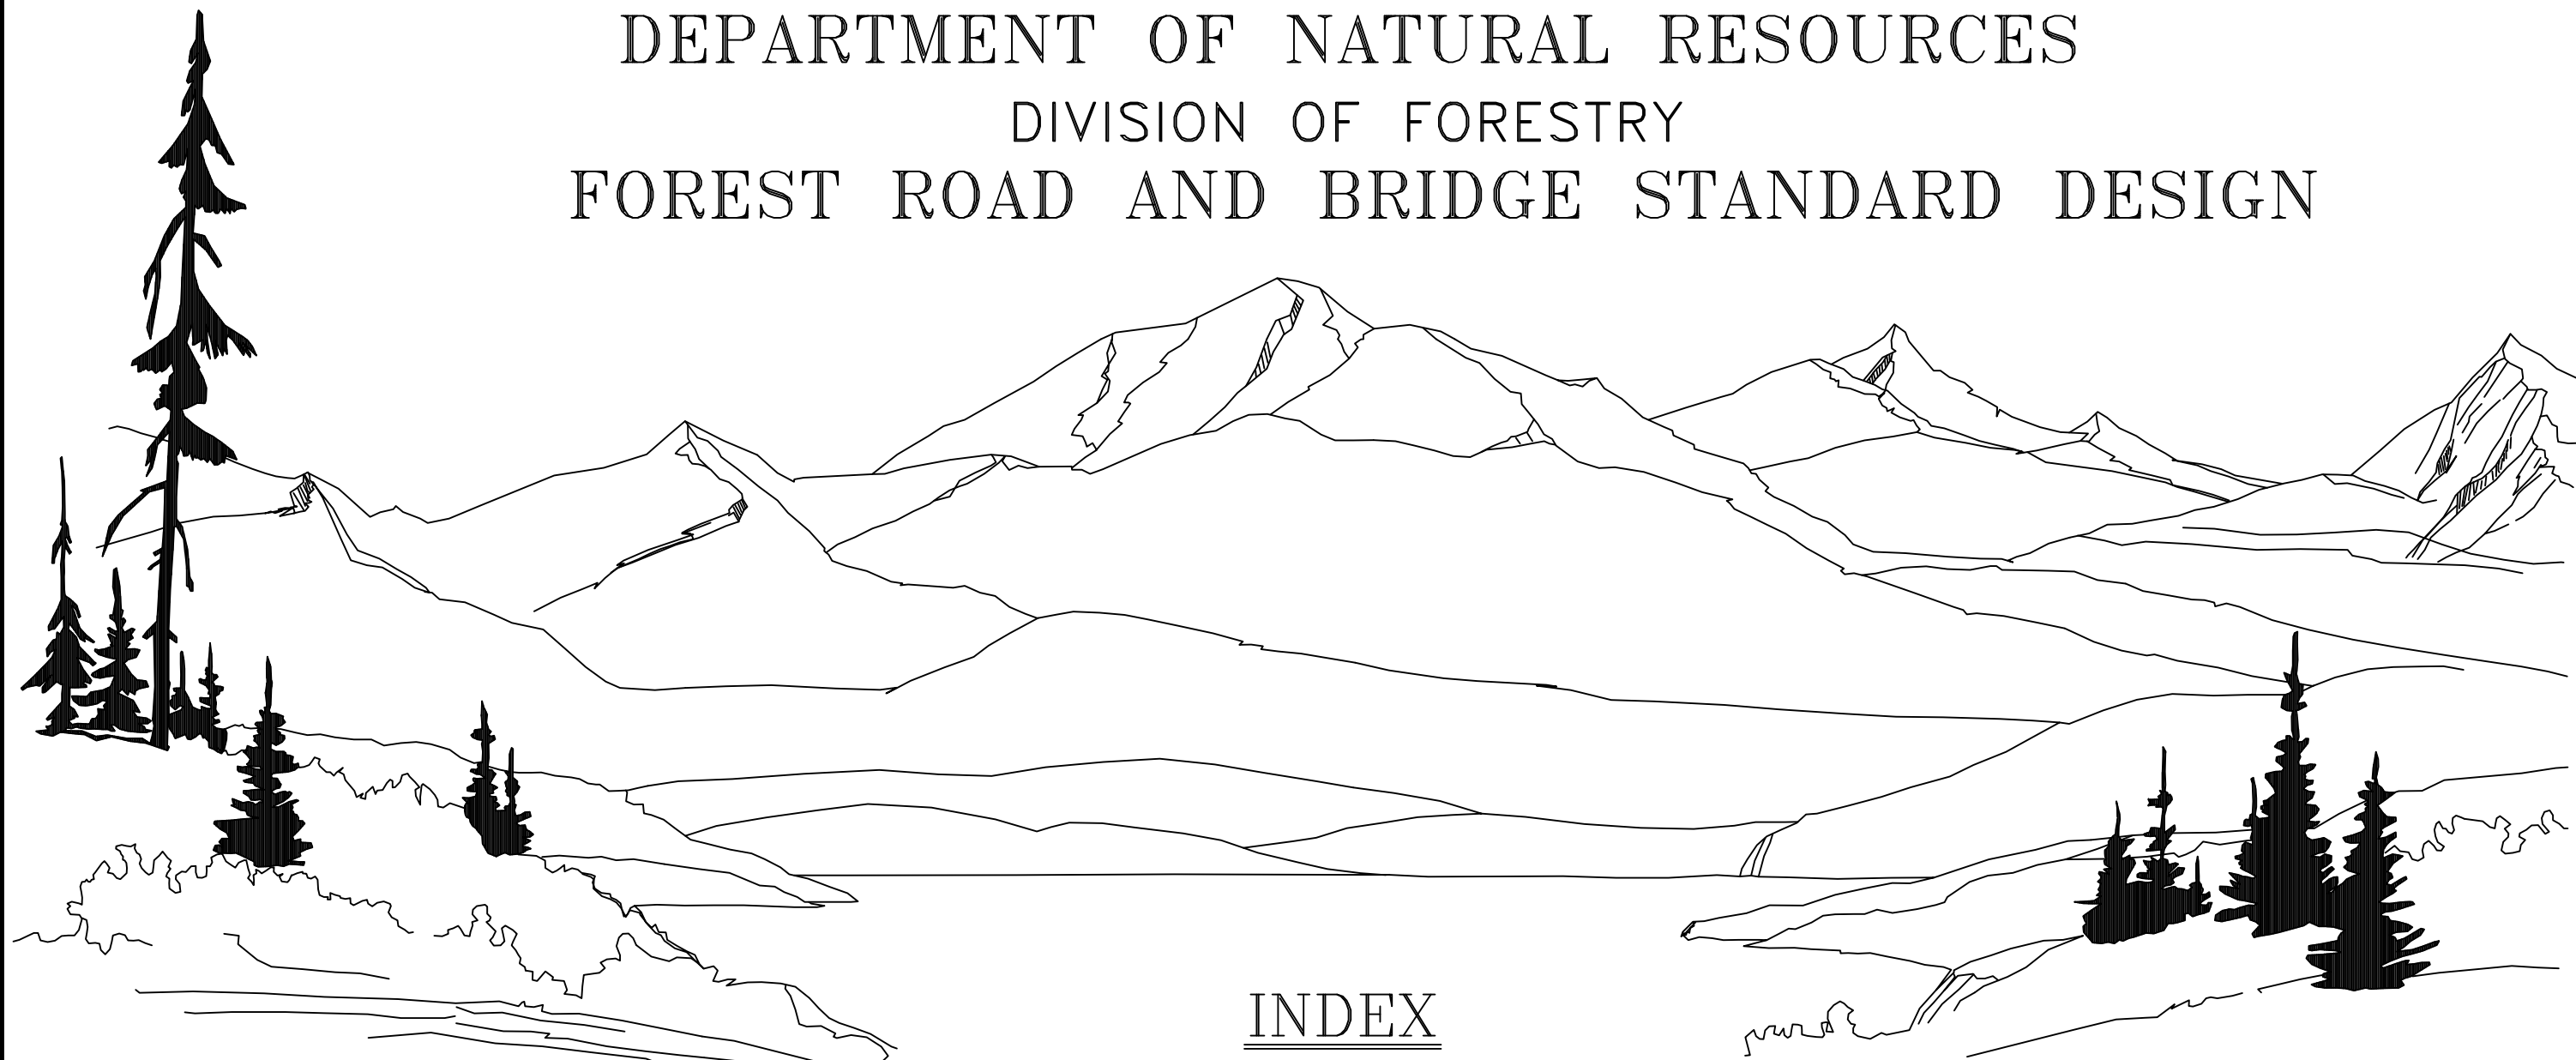 DEPARTMENT OF NATURAL RESOURCES
DIVISION OF FORESTRY
FOREST ROAD AND BRIDGE STANDARD DESIGN
INDEX